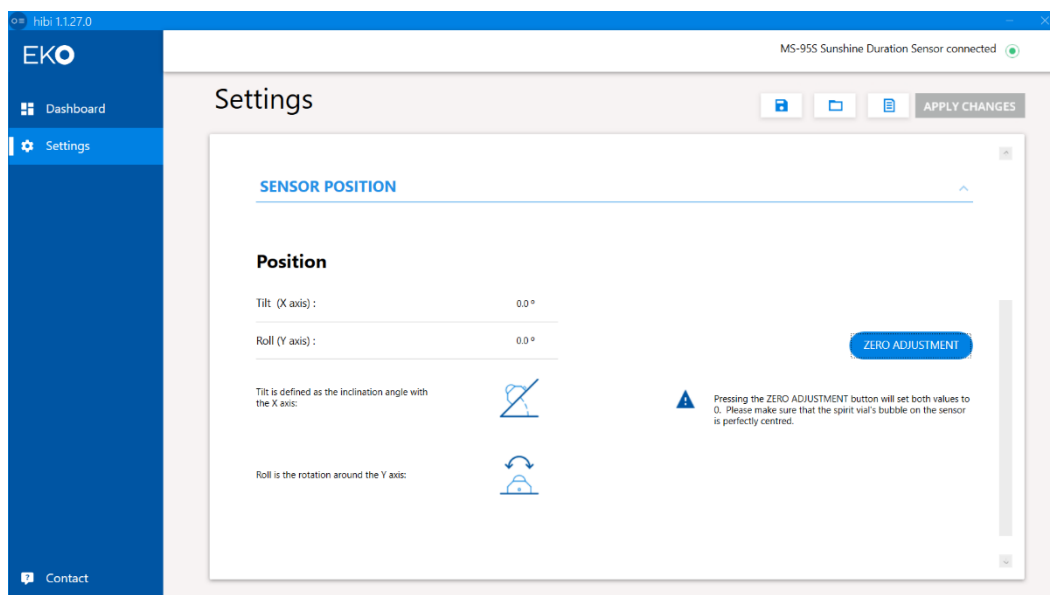 hibi 1.1.27.0
EKO
MS-95S Sunshine Duration Sensor connected
Dashboard
Settings
Settings
APPLY CHANGES
SENSOR POSITION
Position
Tilt (X axis) : 0.0 º
Roll (Y axis) : 0.0 º
ZERO ADJUSTMENT
Tilt is defined as the inclination angle with
the X axis:
Pressing the ZERO ADJUSTMENT button will set both values to
0. Please make sure that the spirit vial's bubble on the sensor
is perfectly centred.
Roll is the rotation around the Y axis:
Contact